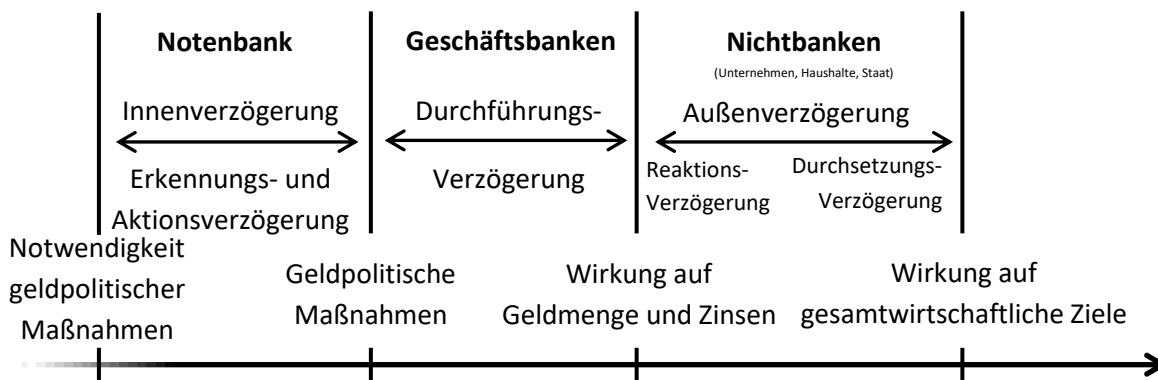 Notenbank
Innenverzögerung
Erkennungs- und
Aktionsverzögerung
Geschäftsbanken
Durchführungs-
Verzögerung
Nichtbanken
(Unternehmen, Haushalte, Staat)
Außenverzögerung
Reaktions-
Verzögerung
Durchsetzungs-
Verzögerung
Notwendigkeit
geldpolitischer
Maßnahmen
Geldpolitische
Maßnahmen
Wirkung auf
Geldmenge und Zinsen
Wirkung auf
gesamtwirtschaftliche Ziele